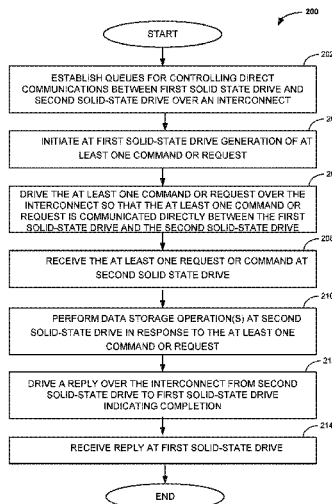 200
START
202
ESTABLISH QUEUES FOR CONTROLLING DIRECT
COMMUNICATIONS BETWEEN FIRST SOLID STATE DRIVE AND
SECOND SOLID-STATE DRIVE OVER AN INTERCONNECT
20
INITIATE AT FIRST SOLID-STATE DRIVE GENERATION OF AT
LEAST ONE COMMAND OR REQUEST
20
DRIVE THE AT LEAST ONE COMMAND OR REQUEST OVER THE
INTERCONNECT SO THAT THE AT LEAST ONE COMMAND OR
REQUEST IS COMMUNICATED DIRECTLY BETWEEN THE FIRST
SOLID-STATE DRIVE AND THE SECOND SOLID-STATE DRIVE
208
RECEIVE THE AT LEAST ONE REQUEST OR COMMAND AT
SECOND SOLID STATE DRIVE
210
PERFORM DATA STORAGE OPERATION(S) AT SECOND
SOLID-STATE DRIVE IN RESPONSE TO THE AT LEAST ONE
COMMAND OR REQUEST
21
DRIVE A REPLY OVER THE INTERCONNECT FROM SECOND
SOLID-STATE DRIVE TO FIRST SOLID-STATE DRIVE
INDICATING COMPLETION
214
RECEIVE REPLY AT FIRST SOLID-STATE DRIVE
END